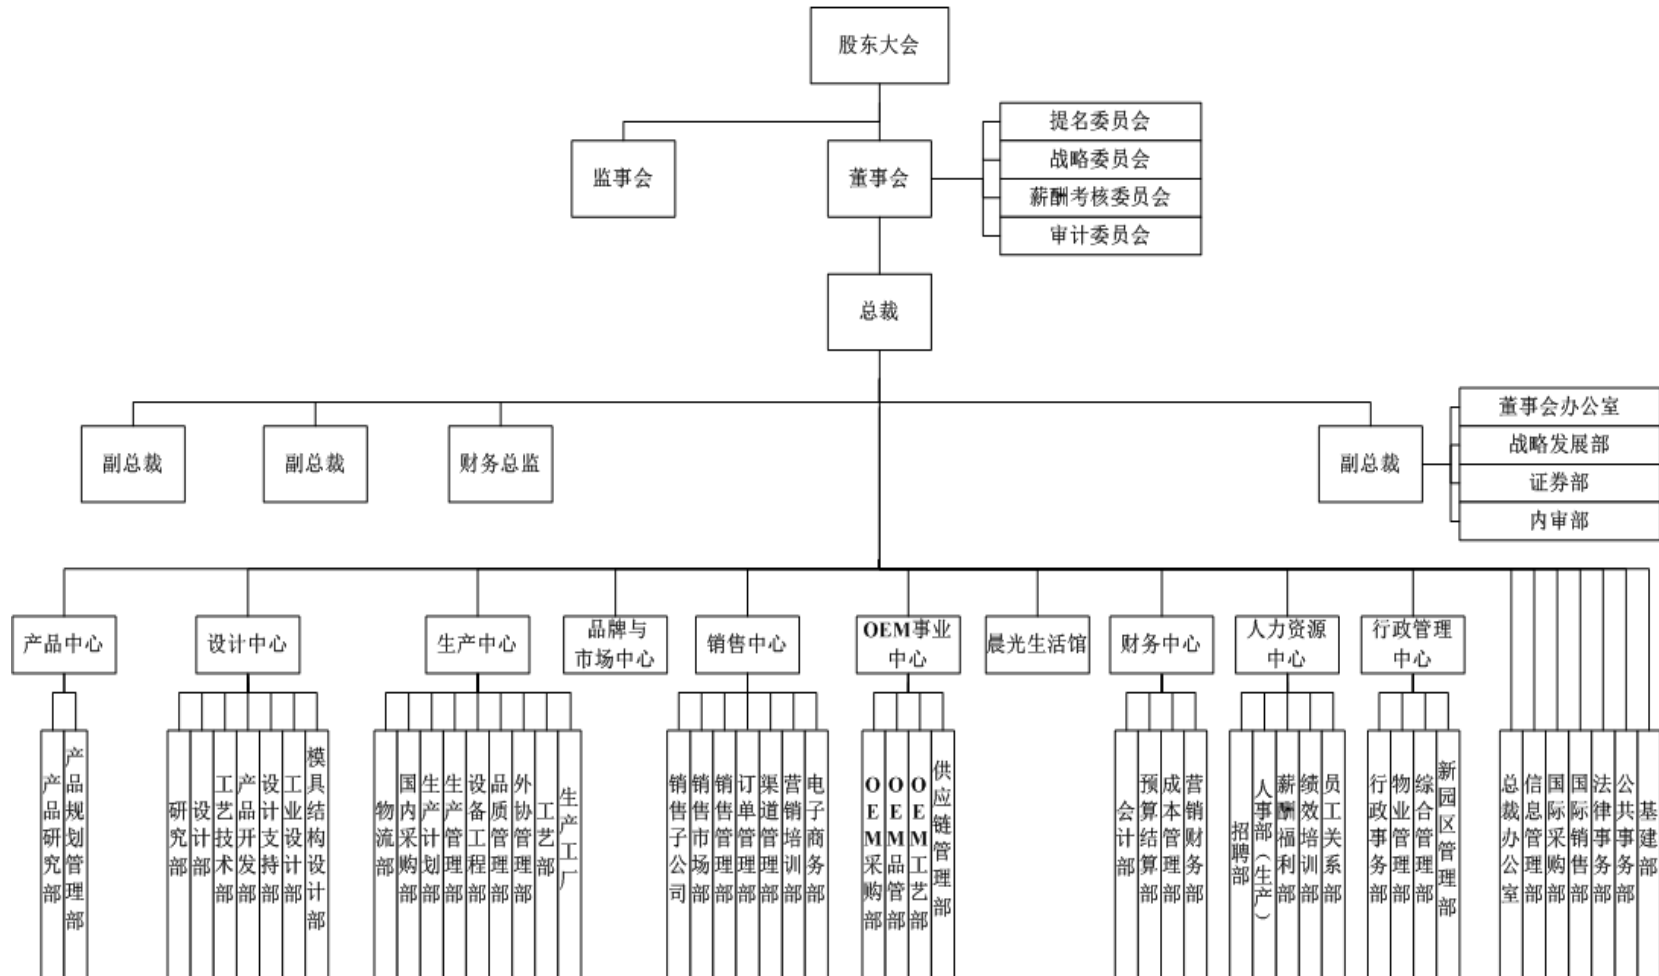 股东大会
监事会
董事会
提名委员会
战略委员会
薪酬考核委员会
审计委员会
总裁
副总裁
副总裁
财务总监
副总裁
董事会办公室
战略发展部
证券部
内审部
产品中心
设计中心
生产中心
品牌与
市场中心
销售中心
OEM事业
中心
晨光生活馆
财务中心
人力资源
中心
行政管理
中心
产品研究部
产品规划管理部
研究部
设计部
工艺技术部
产品开发部
设计支持部
工业设计部
模具结构设计部
物流部
国内采购部
生产计划部
生产管理部
设备工程部
品质管理部
外协管理部
工艺部
生产工厂
销售子公司
销售市场部
销售管理部
订单管理部
渠道管理部
营销培训部
电子商务部
OEM采购部
OEM品管部
OEM工艺部
供应链管理部
会计部
预算结算部
成本管理部
营销财务部
招聘部
人事部（生产）
薪酬福利部
绩效培训部
员工关系部
行政事务部
物业管理部
综合管理部
新园区管理部
总裁办公室
信息管理部
国际采购部
国际销售部
法律事务部
公共事务部
基建部